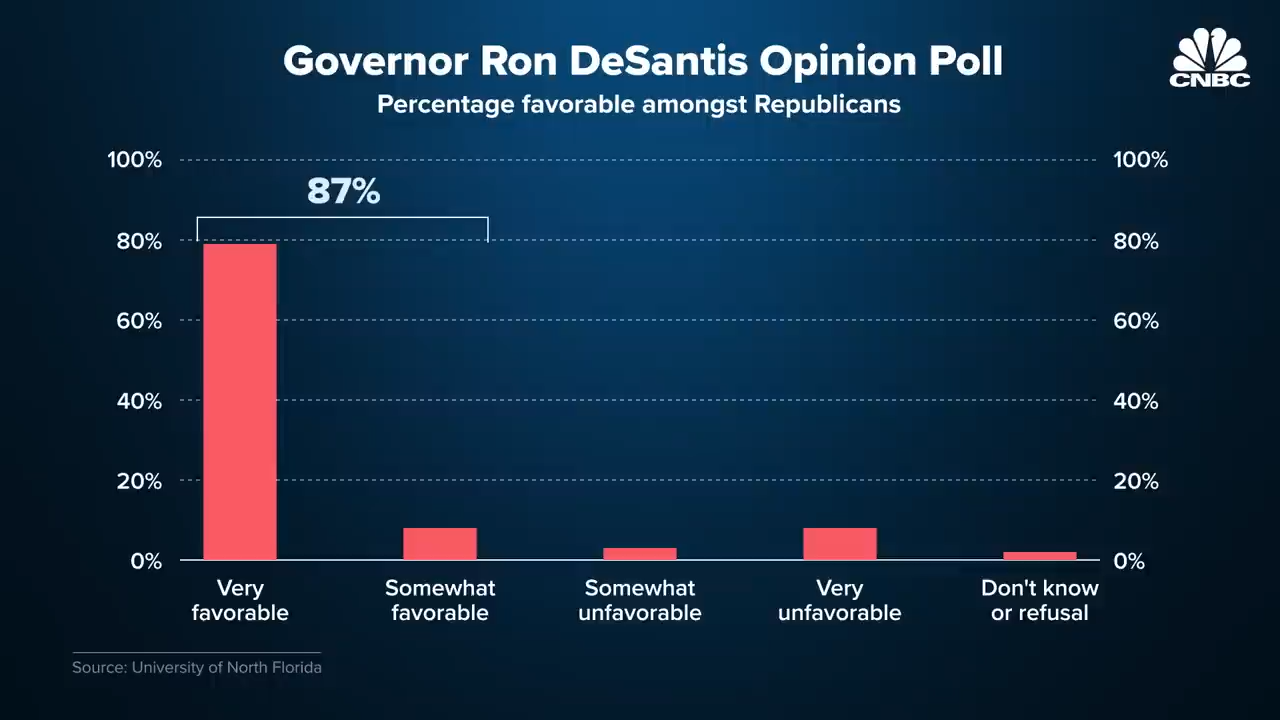 Governor Ron DeSantis Opinion Poll
CNBC
Percentage favorable amongst Republicans
100% 100%
87%
80% 80%
60% 60%
40% 40%
20% 20%
0% 0%
Very Somewhat Somewhat Very Don't know
favorable favorable unfavorable unfavorable or refusal
Source: University of North Florida